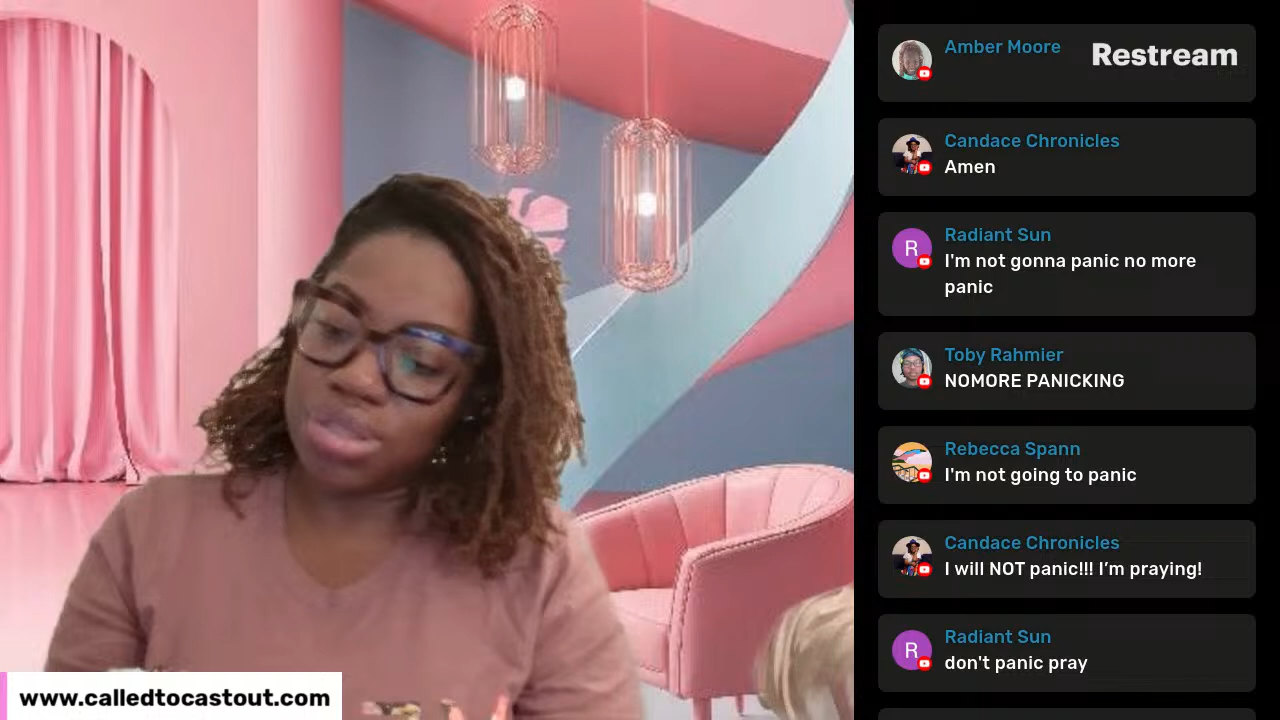 Amber Moore
Restream
Candace Chronicles
Amen
Radiant Sun
I'm not gonna panic no more
panic
Toby Rahmier
NOMORE PANICKING
Rebecca Spann
I'm not going to panic
Candace Chronicles
I will NOT panic!!! I'm praying!
Radiant Sun
don't panic pray
R
R
www.calledtocastout.com